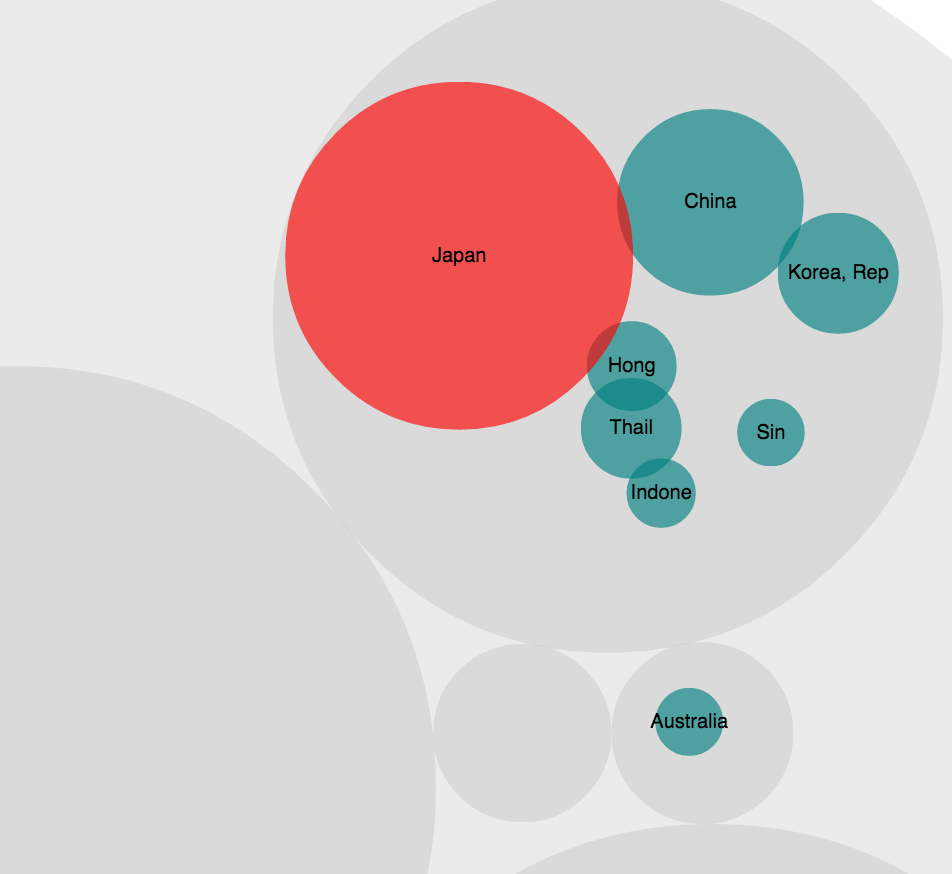 China
Japan
Korea, Rep
Hong
Thail
Sin
Indone
Australia